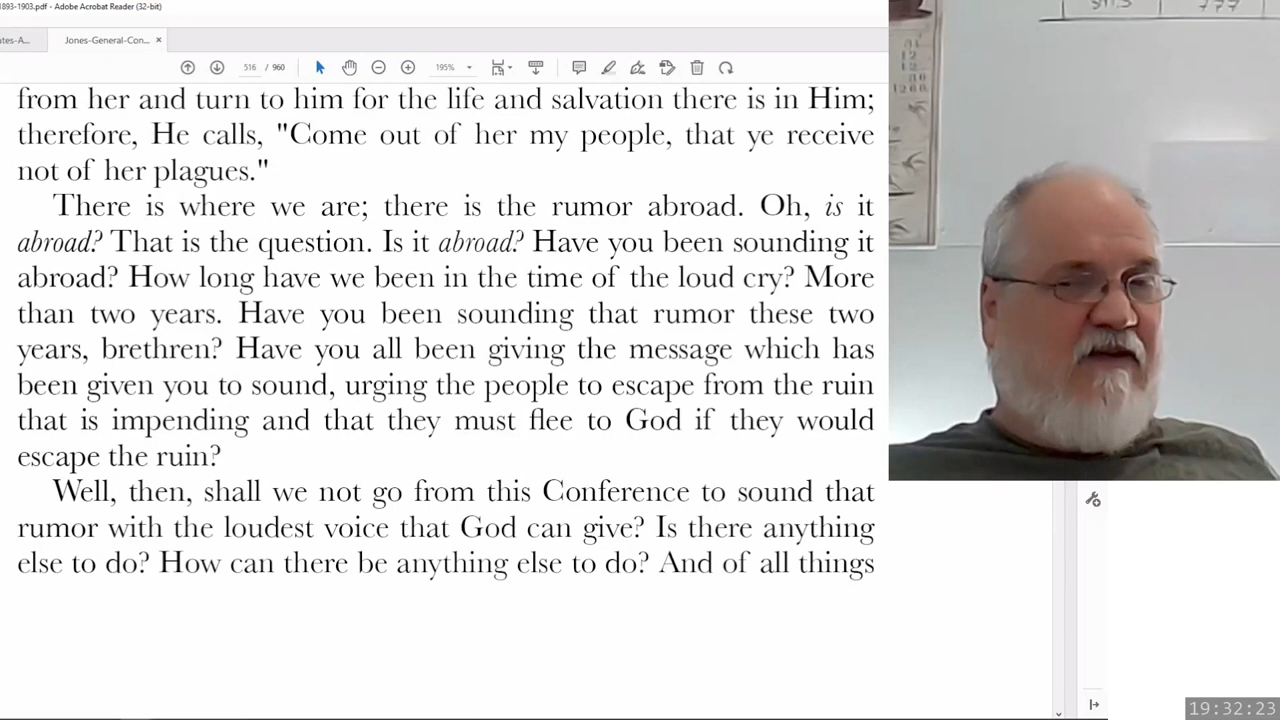 1893-1903.pdf - Adobe Acrobat Reader (32-bit)
tes-A...
Jones-General-Con...
516 / 960
195%
from her and turn to him for the life and salvation there is in Him;
therefore, He calls, "Come out of her my people, that ye receive
not of her plagues."
There is where we are; there is the rumor abroad. Oh, is it
abroad? That is the question. Is it abroad? Have you been sounding it
abroad? How long have we been in the time of the loud cry? More
than two years. Have you been sounding that rumor these two
years, brethren? Have you all been giving the message which has
been given you to sound, urging the people to escape from the ruin
that is impending and that they must flee to God if they would
escape the ruin?
Well, then, shall we not go from this Conference to sound that
rumor with the loudest voice that God can give? Is there anything
else to do? How can there be anything else to do? And of all things
777
31
12
12
1260
19:32:23